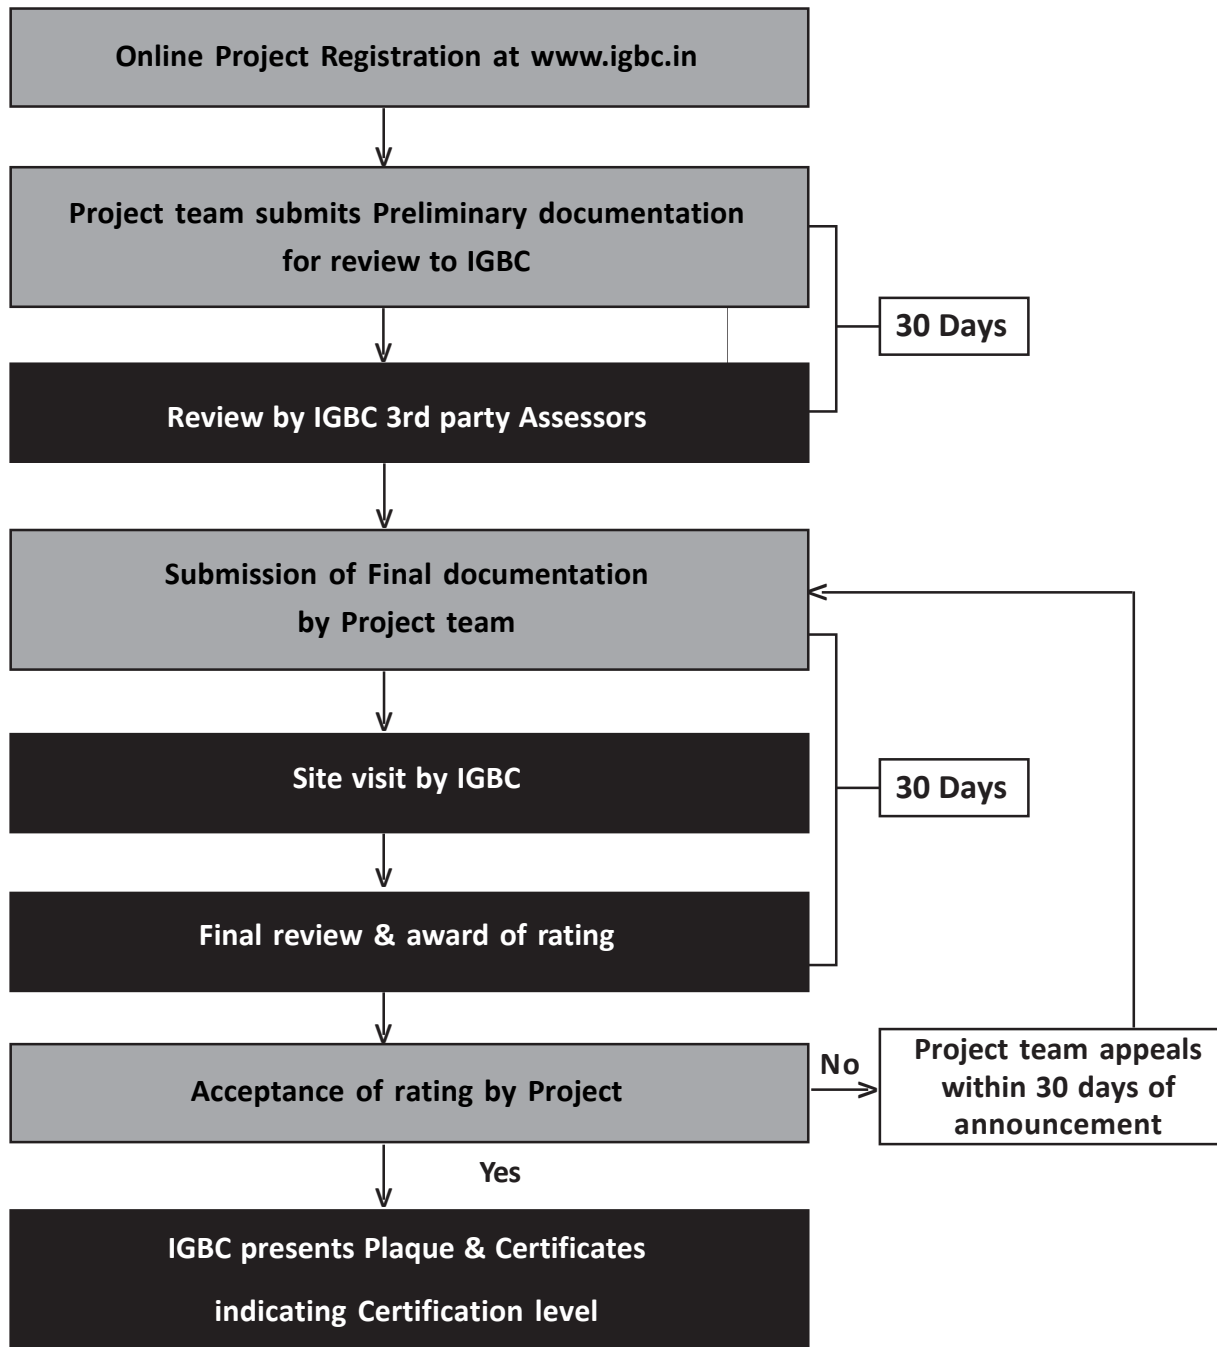 Online Project Registration at www.igbc.in
Project team submits Preliminary documentation
for review to IGBC
30 Days
Review by IGBC 3rd party Assessors
Submission of Final documentation
by Project team
Site visit by IGBC
30 Days
Final review & award of rating
Acceptance of rating by Project
No
Project team appeals
within 30 days of
announcement
Yes
IGBC presents Plaque & Certificates
indicating Certification level